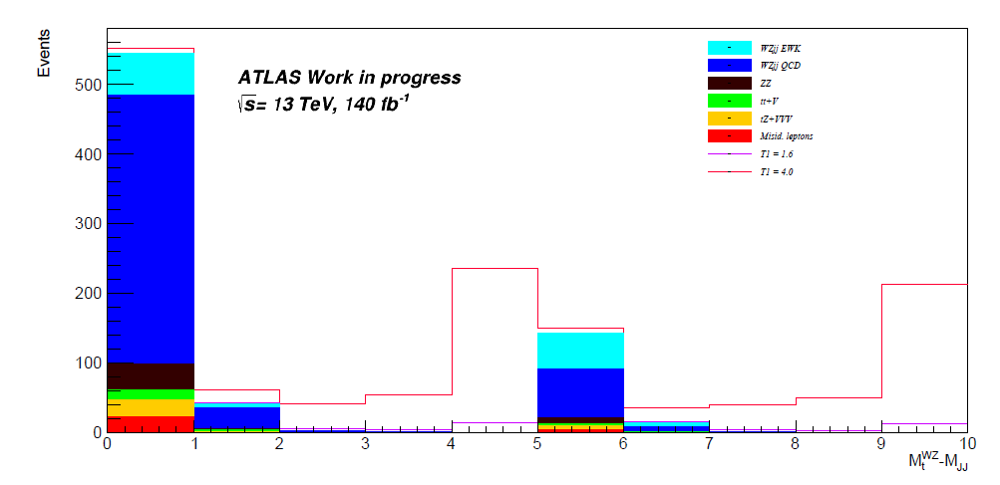 Events
500
400
300
200
100
0
ATLAS Work in progress
√s= 13 TeV, 140 fb⁻¹
WZjj EWK
WZjj QCD
ZZ
tt+V
tZ+VVV
Misid. leptons
T1 = 1.6
T1 = 4.0
0 1 2 3 4 5 6 7 8 9 10
M_t^WZ-M_JJ